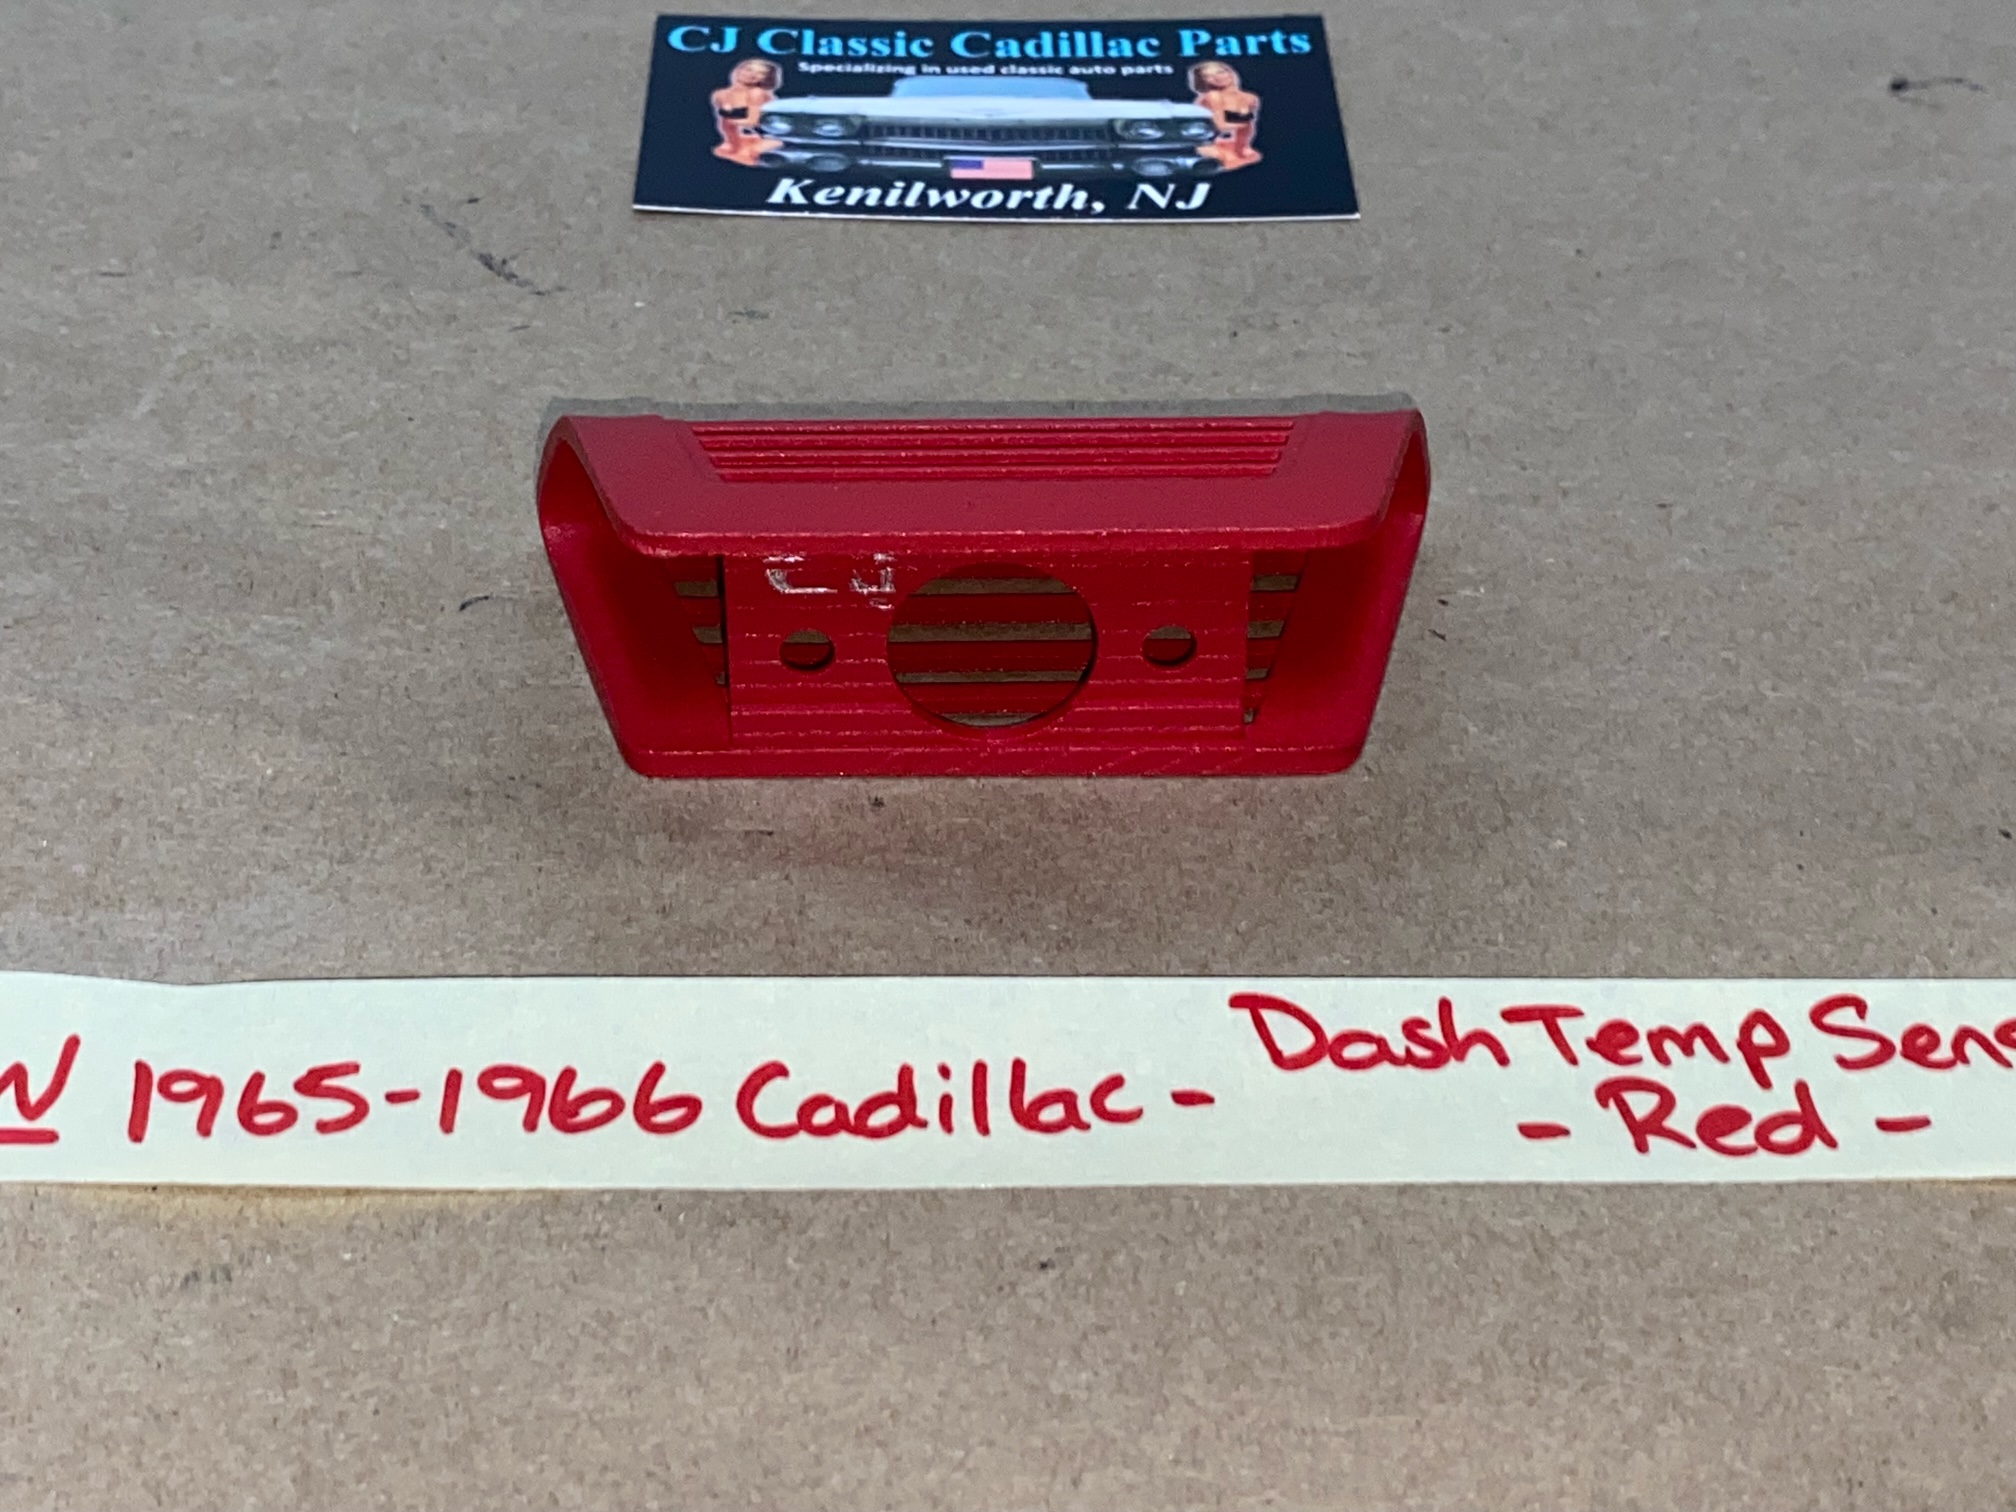 CJ Classic Cadillac Parts
Specializing in used classic auto parts
Kenilworth, NJ
CJ
W 1965-1966 Cadillac - Dash Temp Sens
- Red -